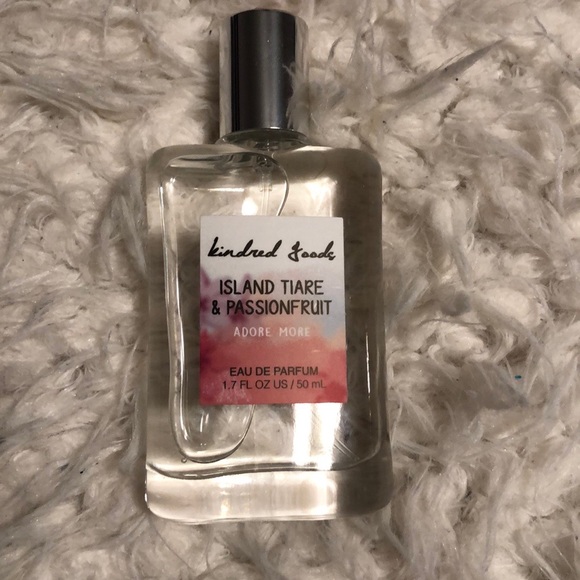 kindred goods
ISLAND TIARE
& PASSIONFRUIT
ADORE MORE
EAU DE PARFUM
1.7 FL OZ US / 50 mL